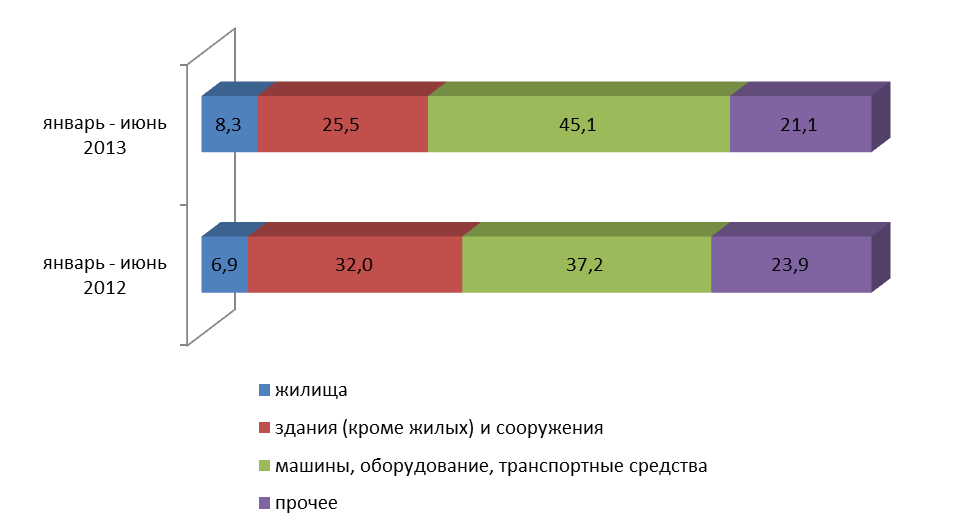 январь - июнь
2013
8,3
25,5
45,1
21,1
январь - июнь
2012
6,9
32,0
37,2
23,9
жилища
здания (кроме жилых) и сооружения
машины, оборудование, транспортные средства
прочее